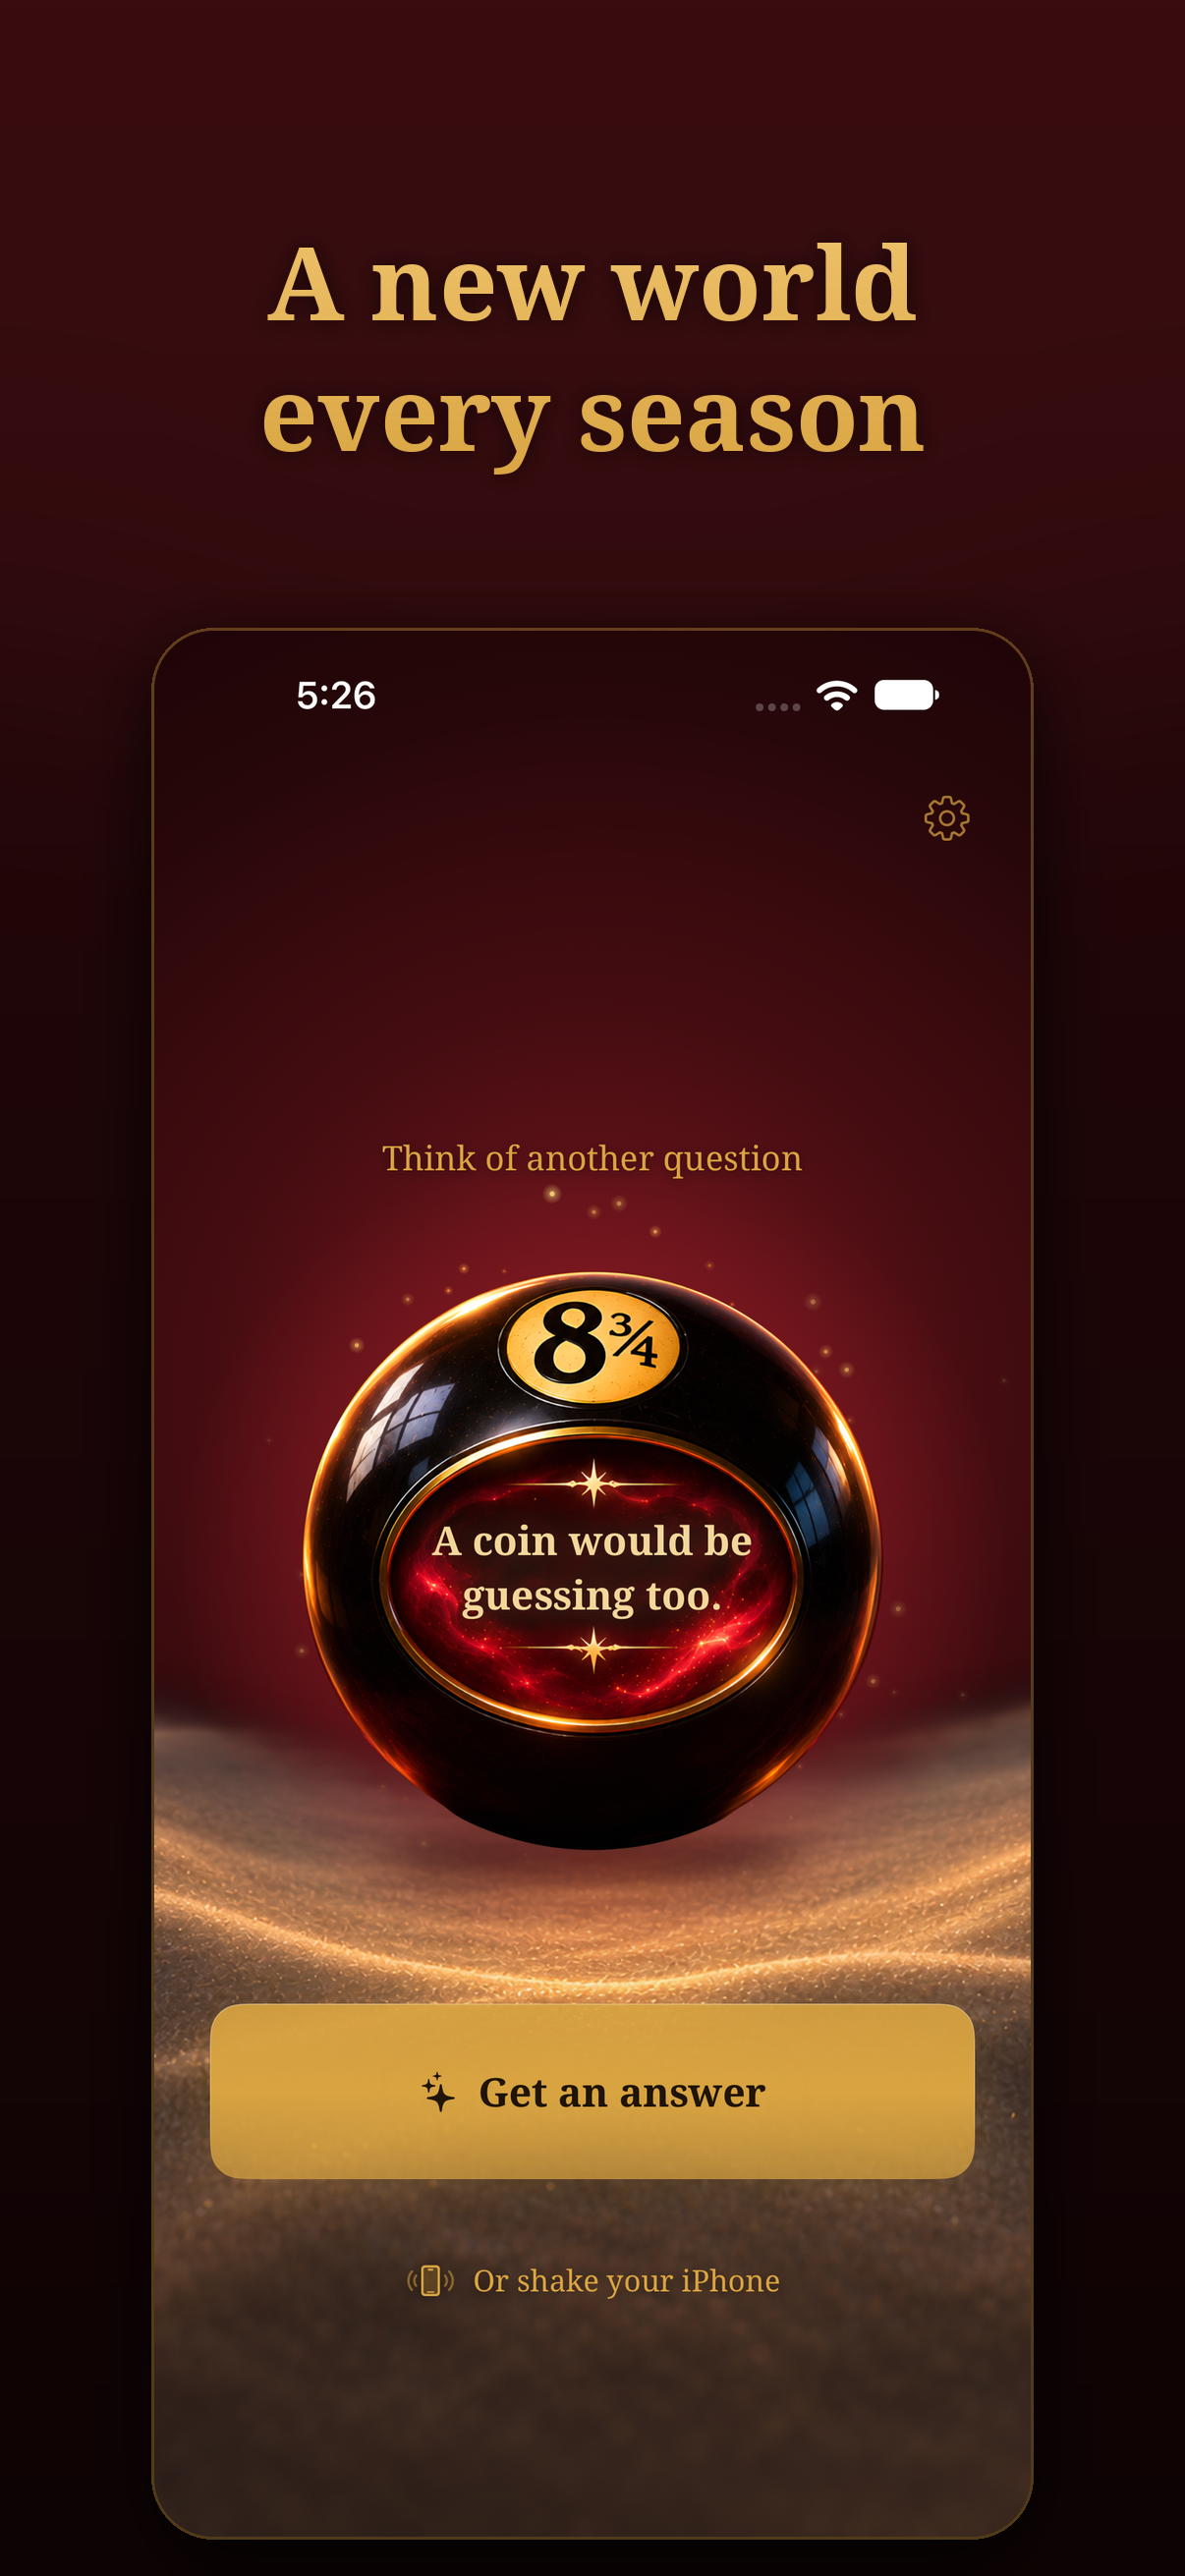 A new world
every season
5:26
Think of another question
8¾
A coin would be
guessing too.
Get an answer
Or shake your iPhone